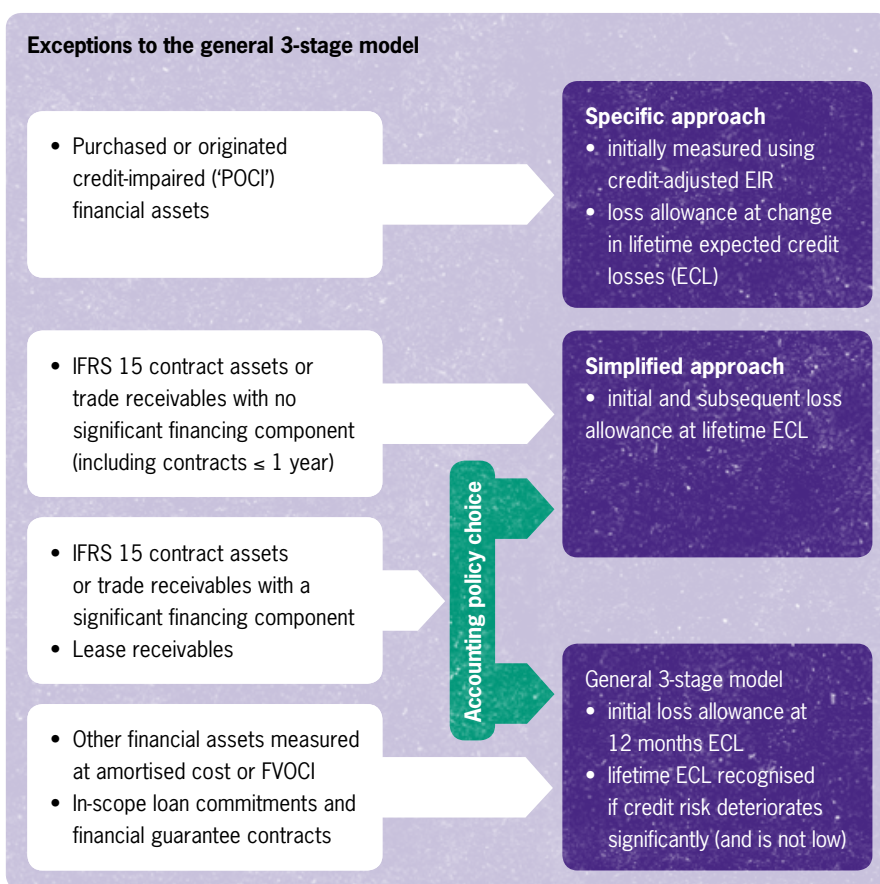 Exceptions to the general 3-stage model
• Purchased or originated
credit-impaired (‘POCI’)
financial assets
Specific approach
• initially measured using
credit-adjusted EIR
• loss allowance at change
in lifetime expected credit
losses (ECL)
• IFRS 15 contract assets or
trade receivables with no
significant financing component
(including contracts ≤ 1 year)
Simplified approach
• initial and subsequent loss
allowance at lifetime ECL
• IFRS 15 contract assets
or trade receivables with a
significant financing component
• Lease receivables
Accounting policy choice
• Other financial assets measured
at amortised cost or FVOCI
• In-scope loan commitments and
financial guarantee contracts
General 3-stage model
• initial loss allowance at
12 months ECL
• lifetime ECL recognised
if credit risk deteriorates
significantly (and is not low)